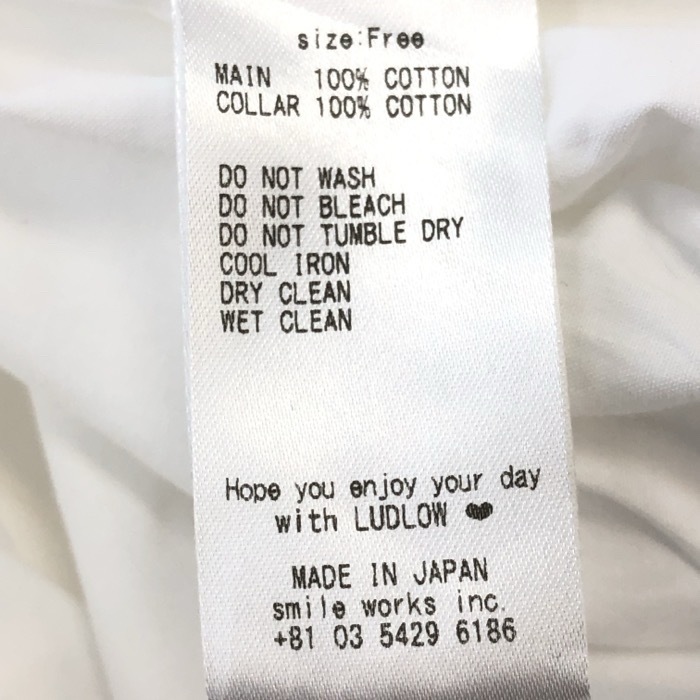 size:Free
MAIN 100% COTTON
COLLAR 100% COTTON
DO NOT WASH
DO NOT BLEACH
DO NOT TUMBLE DRY
COOL IRON
DRY CLEAN
WET CLEAN
Hope you enjoy your day
with LUDLOW ♥
MADE IN JAPAN
smile works inc.
+81 03 5429 6186